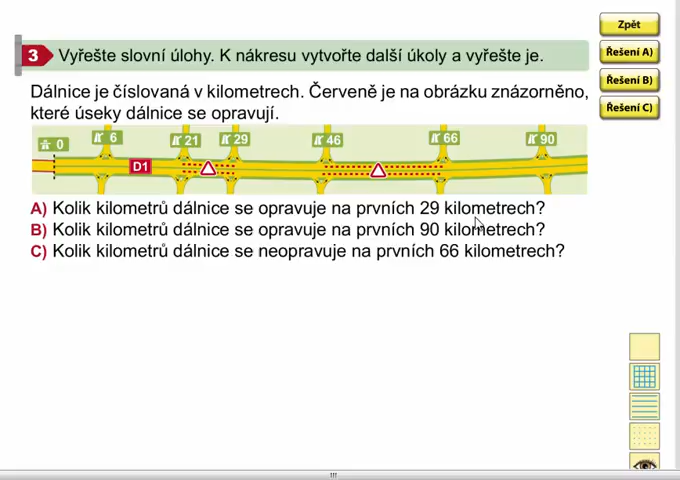 Zpět
3 Vyřešte slovní úlohy. K nákresu vytvořte další úkoly a vyřešte je.
Řešení A)
Řešení B)
Řešení C)
Dálnice je číslovaná v kilometrech. Červeně je na obrázku znázorněno,
které úseky dálnice se opravují.
0 6 21 29 46 66 90
D1
A) Kolik kilometrů dálnice se opravuje na prvních 29 kilometrech?
B) Kolik kilometrů dálnice se opravuje na prvních 90 kilometrech?
C) Kolik kilometrů dálnice se neopravuje na prvních 66 kilometrech?